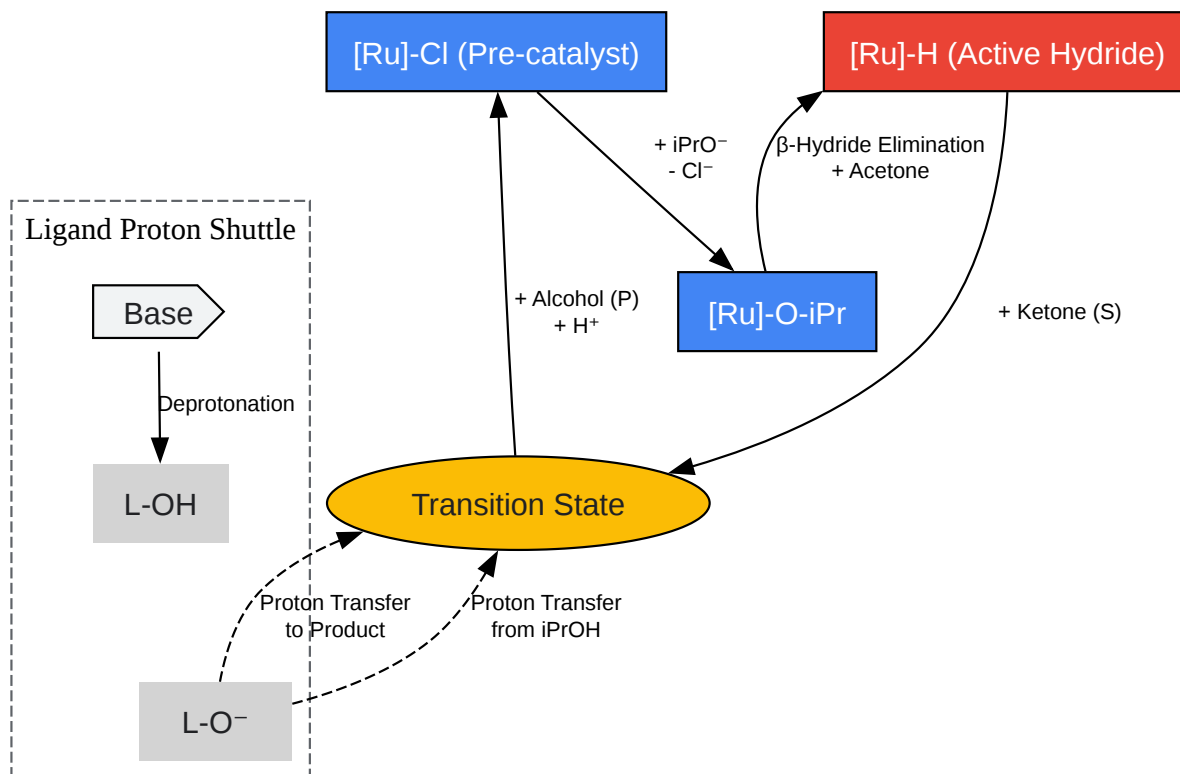 [Ru]-Cl (Pre-catalyst)
[Ru]-H (Active Hydride)
+ iPrO⁻
- Cl⁻
β-Hydride Elimination
+ Acetone
Ligand Proton Shuttle
Base
+ Alcohol (P)
+ H⁺
[Ru]-O-iPr
+ Ketone (S)
Deprotonation
L-OH
Transition State
Proton Transfer
to Product
Proton Transfer
from iPrOH
L-O⁻